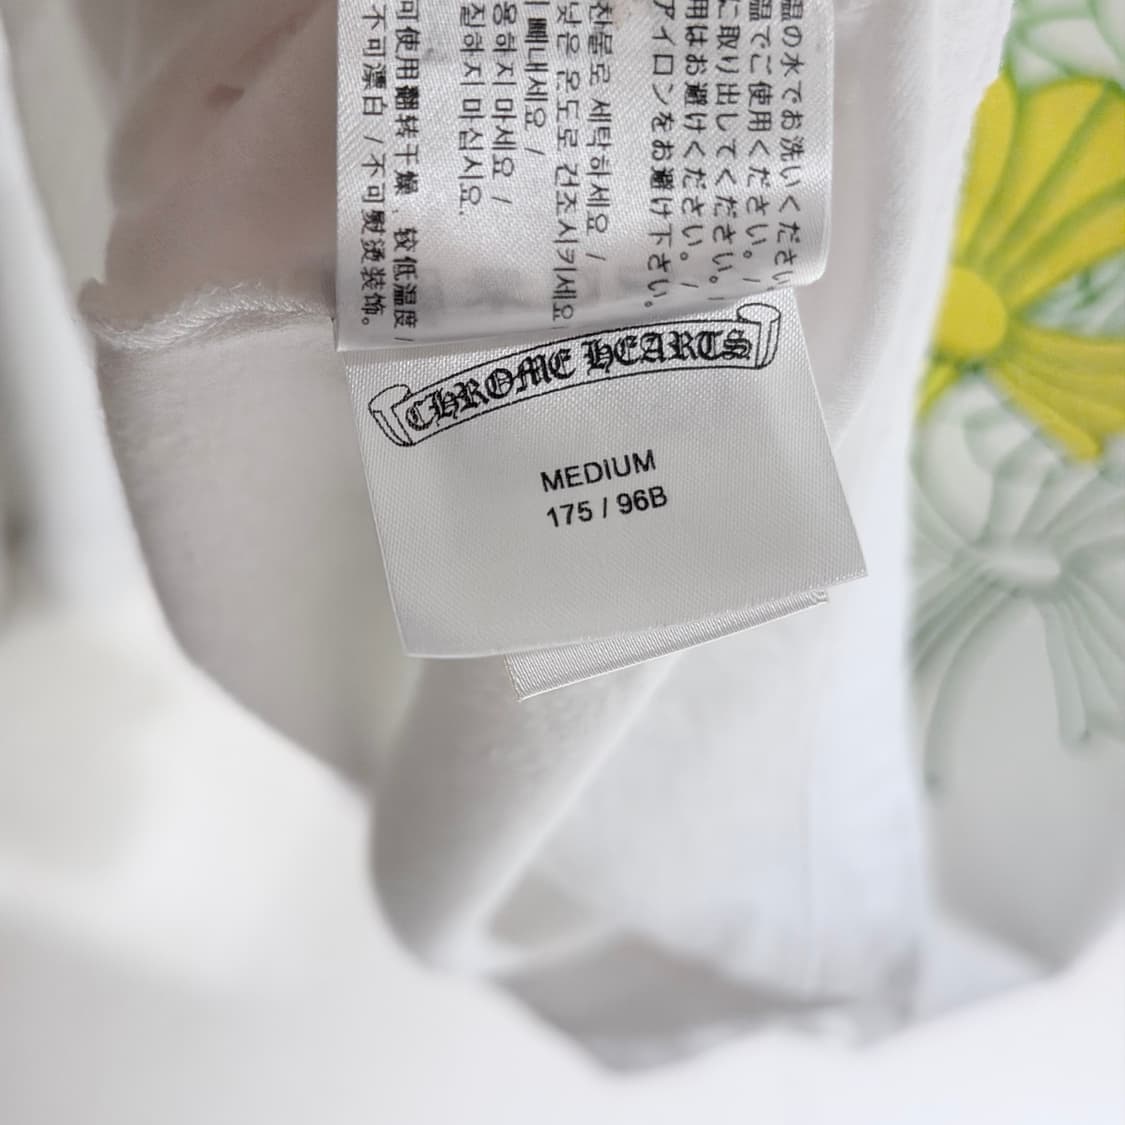 温の水でお洗いください
温でご使用ください。/
に取り出してください。/
用はお避けください。/
アイロンをお避け下さい。
찬물로 세탁하세요 /
낮은 온도로 건조시키세요
빼내세요 /
용하지 마세요 /
질하지 마십시요.
可使用翻转干燥, 较低温度 /
不可漂白 / 不可熨烫装饰。
CHROME HEARTS
MEDIUM
175 / 96B